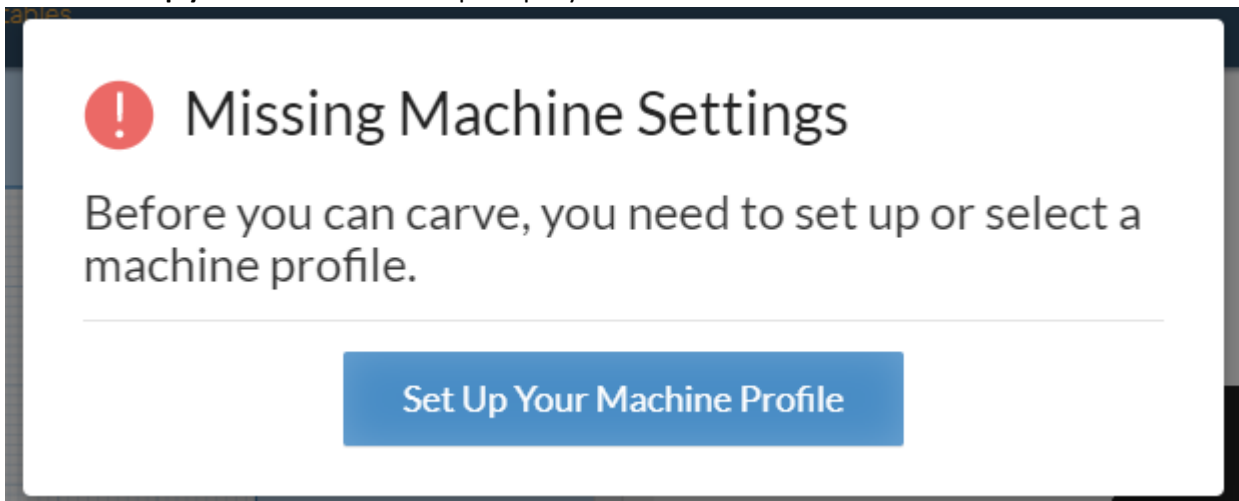 Missing Machine Settings
Before you can carve, you need to set up or select a
machine profile.
Set Up Your Machine Profile